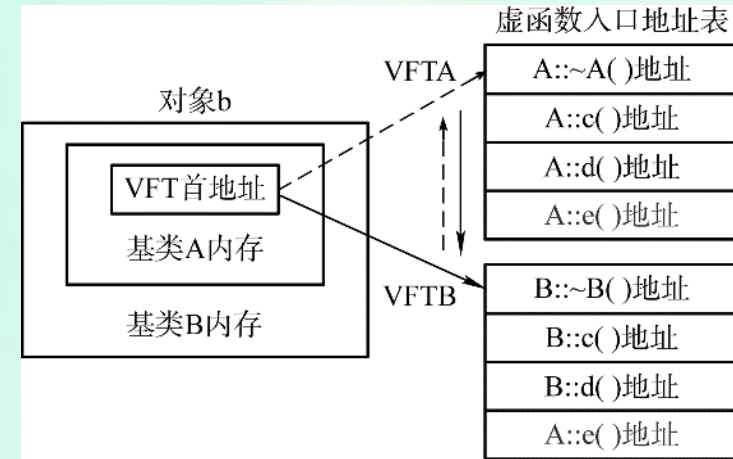 虚函数入口地址表
VFTA
A::~A( )地址
对象b
A::c( )地址
A::d( )地址
VFT首地址
A::e( )地址
基类A内存
VFTB
B::~B( )地址
基类B内存
B::c( )地址
B::d( )地址
A::e( )地址